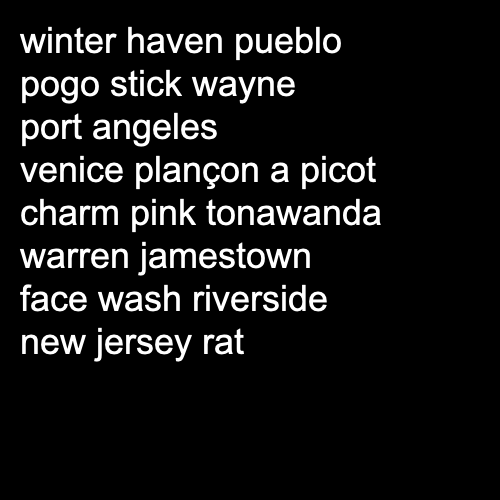 winter haven pueblo
pogo stick wayne
port angeles
venice plançon a picot
charm pink tonawanda
warren jamestown
face wash riverside
new jersey rat